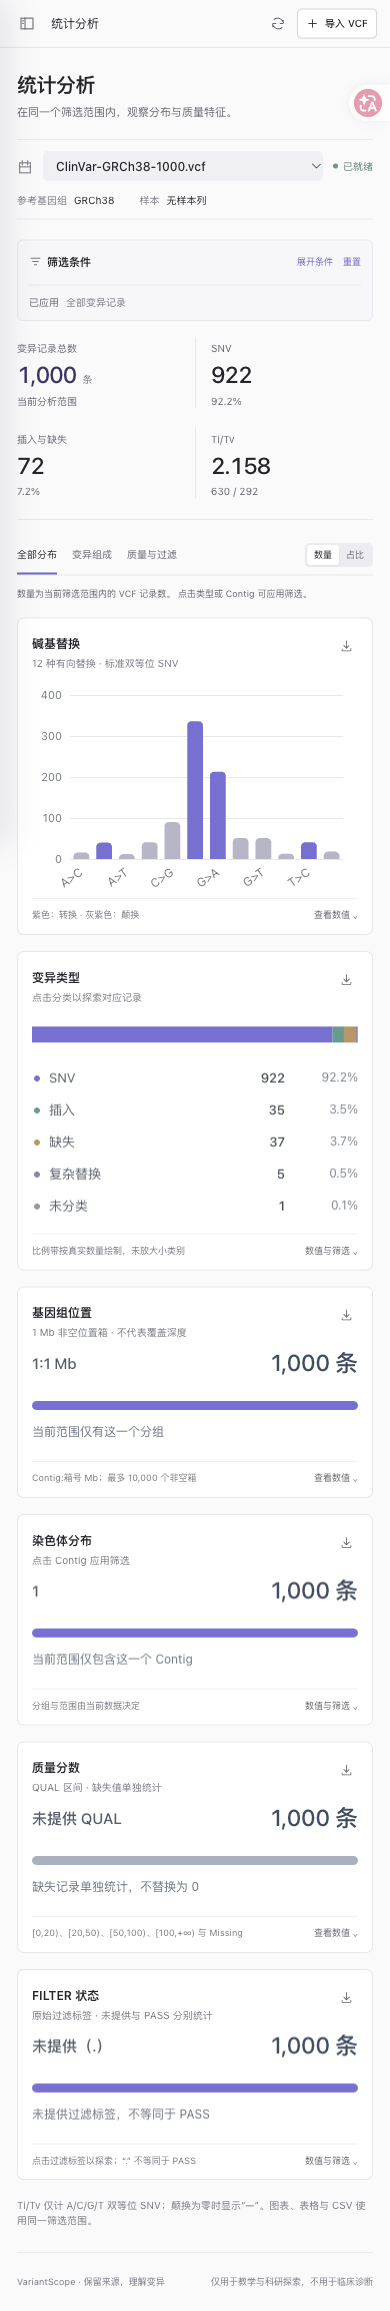 统计分析
导入 VCF
统计分析
在同一个筛选范围内，观察分布与质量特征。
ClinVar-GRCh38-1000.vcf
已就绪
参考基因组 GRCh38 样本 无样本列
筛选条件
展开条件 重置
已应用 全部变异记录
变异记录总数
1,000 条
当前分析范围
SNV
922
92.2%
插入与缺失
72
7.2%
Ti/Tv
2.158
630 / 292
全部分布 变异组成 质量与过滤
数量 占比
数量为当前筛选范围内的 VCF 记录数。 点击类型或 Contig 可应用筛选。
碱基替换
12 种有向替换 · 标准双等位 SNV
400
300
200
100
0
A>C A>T C>G G>A G>T T>C
紫色：转换 · 灰紫色：颠换
查看数值
变异类型
点击分类以探索对应记录
SNV 922 92.2%
插入 35 3.5%
缺失 37 3.7%
复杂替换 5 0.5%
未分类 1 0.1%
比例带按真实数量绘制，未放大小类别
数值与筛选
基因组位置
1 Mb 非空位置箱 · 不代表覆盖深度
1:1 Mb 1,000 条
当前范围仅有这一个分组
Contig:箱号 Mb；最多 10,000 个非空箱
查看数值
染色体分布
点击 Contig 应用筛选
1 1,000 条
当前范围仅包含这一个 Contig
分组与范围由当前数据决定
数值与筛选
质量分数
QUAL 区间 · 缺失值单独统计
未提供 QUAL 1,000 条
缺失记录单独统计，不替换为 0
[0,20)、[20,50)、[50,100)、[100,+∞) 与 Missing
查看数值
FILTER 状态
原始过滤标签 · 未提供与 PASS 分别统计
未提供（.） 1,000 条
未提供过滤标签，不等同于 PASS
点击过滤标签以探索；“.” 不等同于 PASS
数值与筛选
Ti/Tv 仅计 A/C/G/T 双等位 SNV；颠换为零时显示“—”。图表、表格与 CSV 使
用同一筛选范围。
VariantScope · 保留来源，理解变异
仅用于教学与科研探索，不用于临床诊断